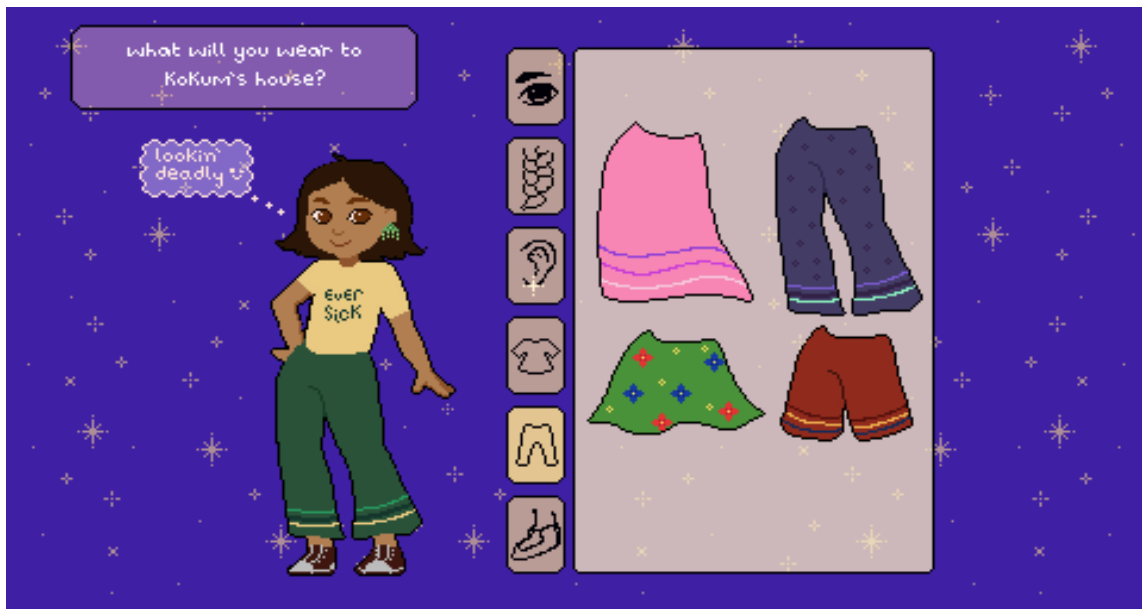 what will you wear to
KoKum's house?
lookin'
deadly
EVER
SICK